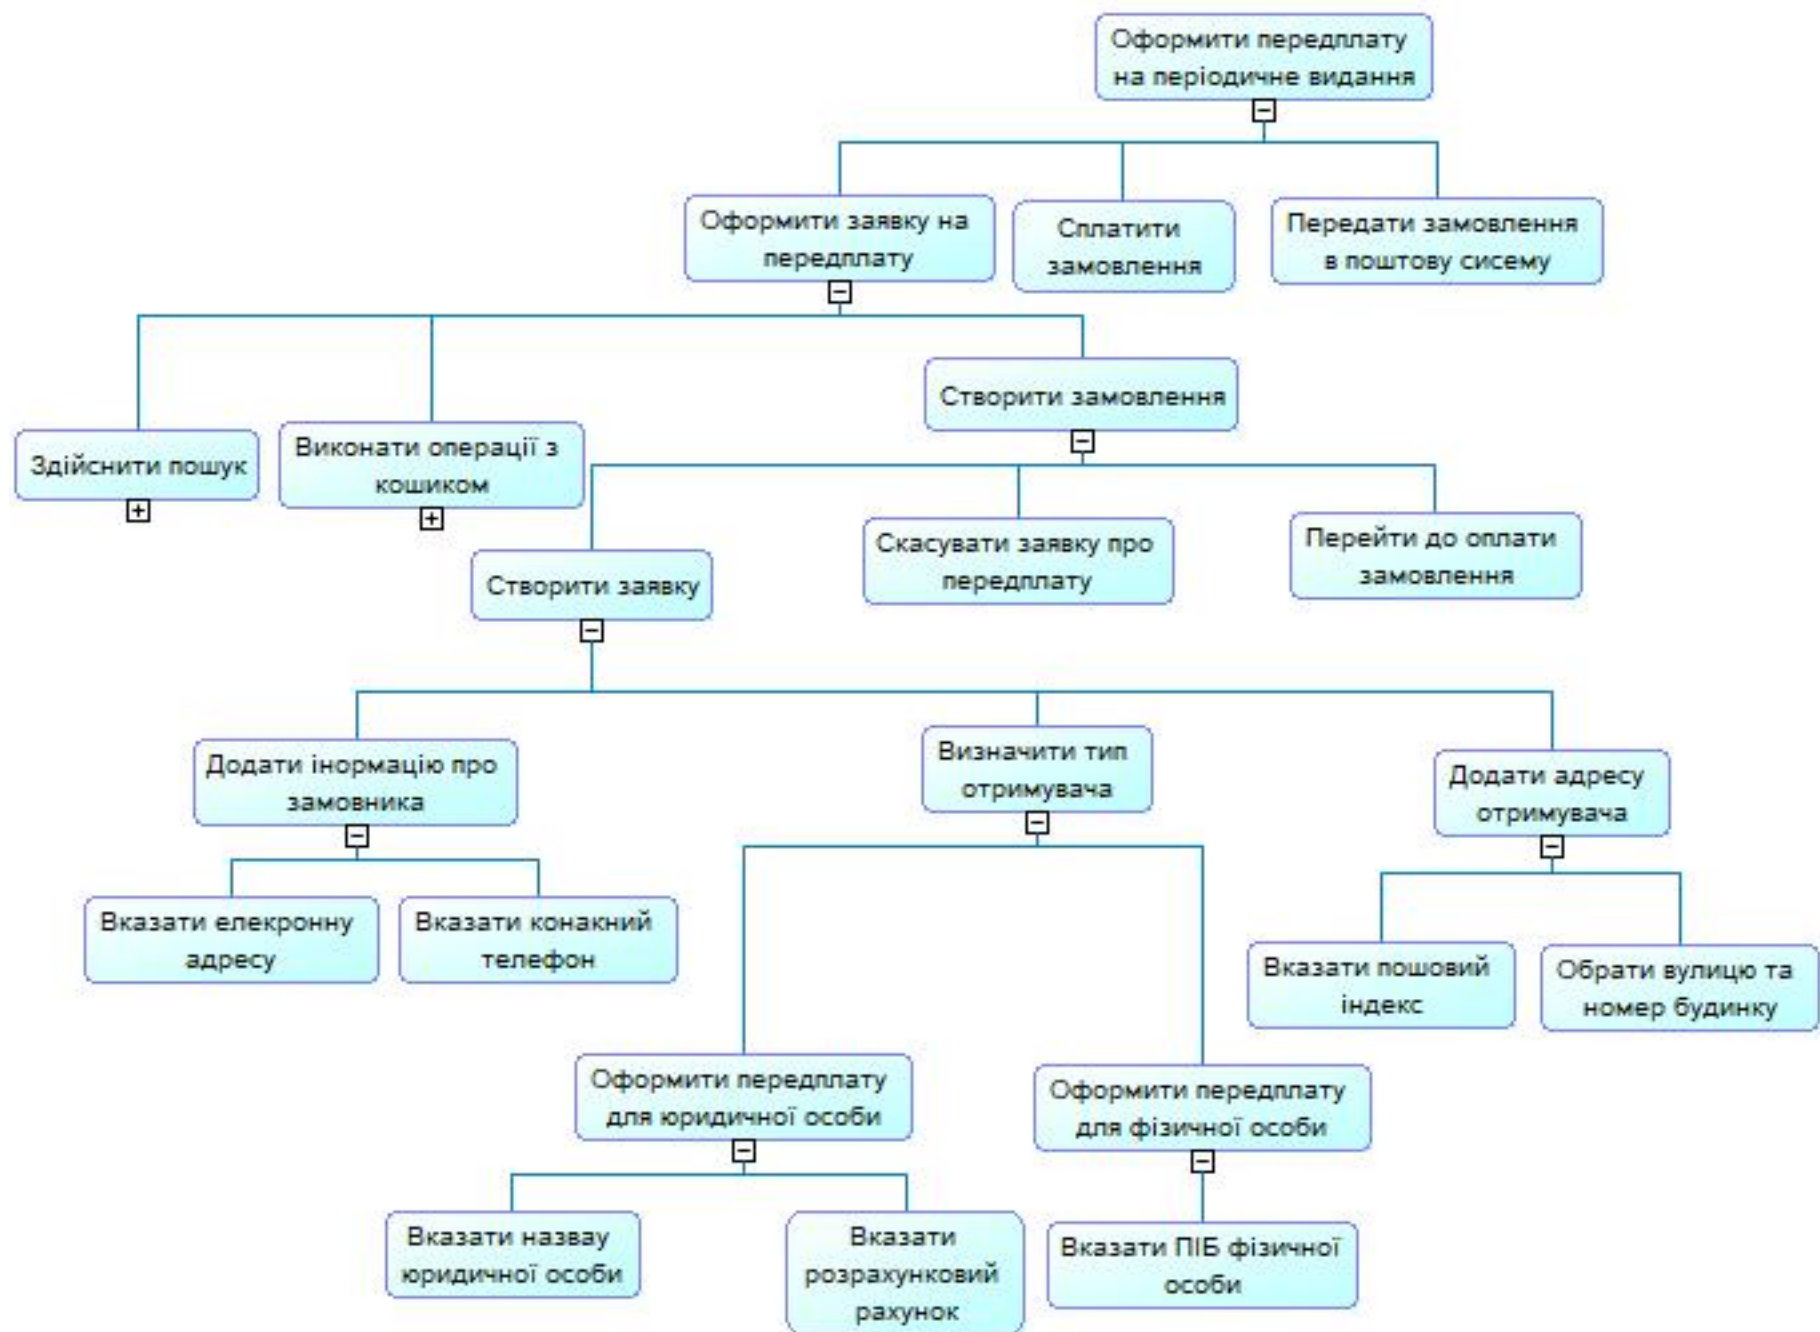 Оформити передплату
на періодичне видання
Оформити заявку на
передплату
Сплатити
замовлення
Передати замовлення
в поштову сисему
Створити замовлення
Здійснити пошук
Виконати операції з
кошиком
Створити заявку
Скасувати заявку про
передплату
Перейти до оплати
замовлення
Додати інормацію про
замовника
Визначити тип
отримувача
Додати адресу
отримувача
Вказати елекронну
адресу
Вказати конакний
телефон
Вказати пошовий
індекс
Обрати вулицю та
номер будинку
Оформити передплату
для юридичної особи
Оформити передплату
для фізичної особи
Вказати назвау
юридичної особи
Вказати
розрахунковий
рахунок
Вказати ПІБ фізичної
особи